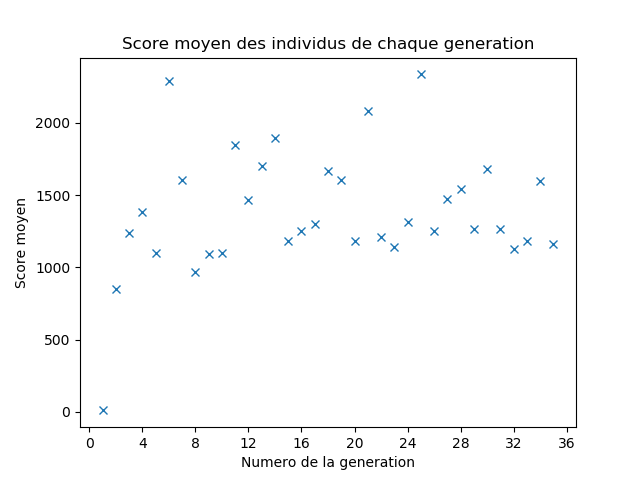 Score moyen des individus de chaque generation
Score moyen
2000
1500
1000
500
0
0 4 8 12 16 20 24 28 32 36
Numero de la generation